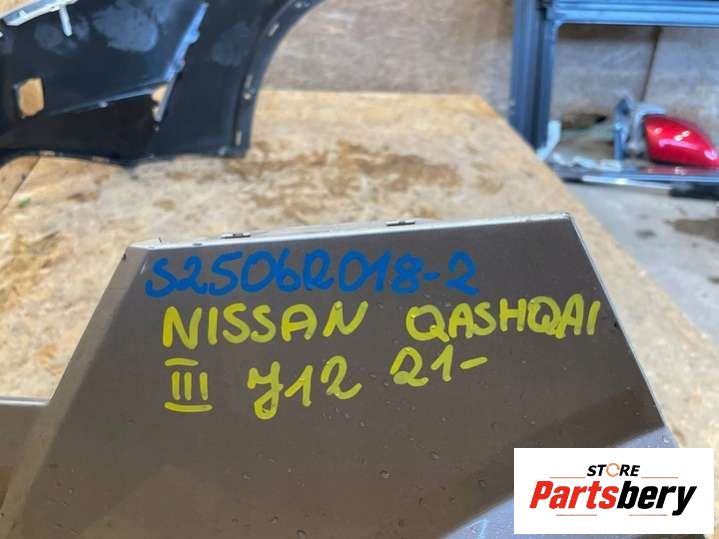 S2506R018-2
NISSAN QASHQAI
III J12 21-
STORE
Partsbery